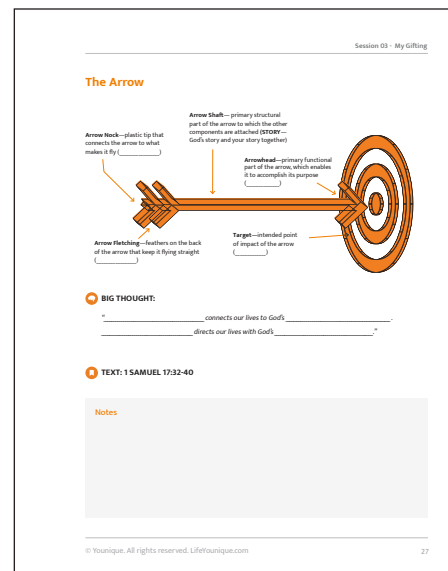 Session 03 - My Gifting
The Arrow
Arrow Shaft— primary structural
part of the arrow to which the other
components are attached (STORY—
God's story and your story together)
Arrow Nock—plastic tip that
connects the arrow to what
makes it fly (____________)
Arrowhead—primary functional
part of the arrow, which enables
it to accomplish its purpose
(__________)
Target—intended point
of impact of the arrow
(__________)
Arrow Fletching—feathers on the back
of the arrow that keep it flying straight
(____________)
BIG THOUGHT:
"__________________________ connects our lives to God's ___________________________.
________________________ directs our lives with God's __________________________."
TEXT: 1 SAMUEL 17:32-40
Notes
© Younique. All rights reserved. LifeYounique.com
27